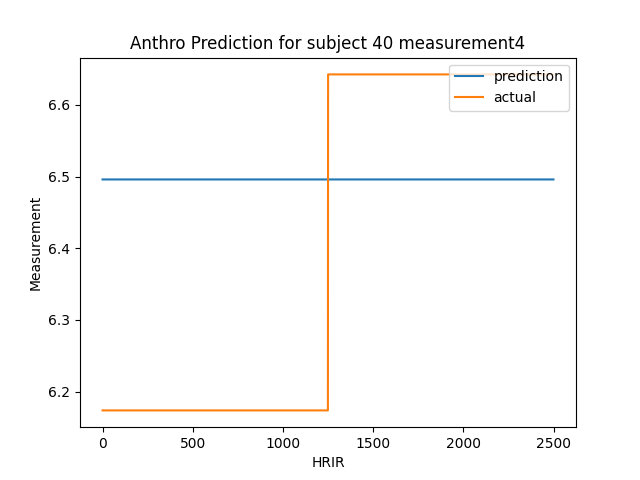 Anthro Prediction for subject 40 measurement4
prediction
actual
6.6
6.5
6.4
6.3
6.2
Measurement
0 500 1000 1500 2000 2500
HRIR